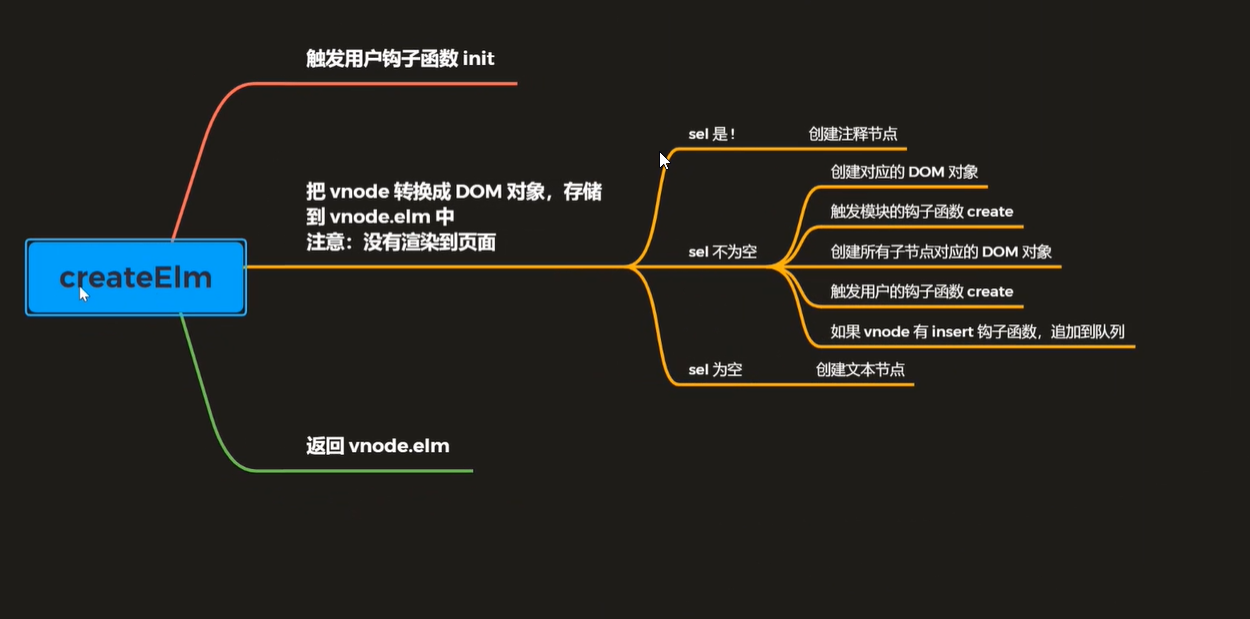 触发用户钩子函数 init
sel 是！
创建注释节点
创建对应的 DOM 对象
把 vnode 转换成 DOM 对象，存储
到 vnode.elm 中
注意：没有渲染到页面
触发模块的钩子函数 create
sel 不为空
创建所有子节点对应的 DOM 对象
createElm
触发用户的钩子函数 create
如果 vnode 有 insert 钩子函数，追加到队列
sel 为空
创建文本节点
返回 vnode.elm